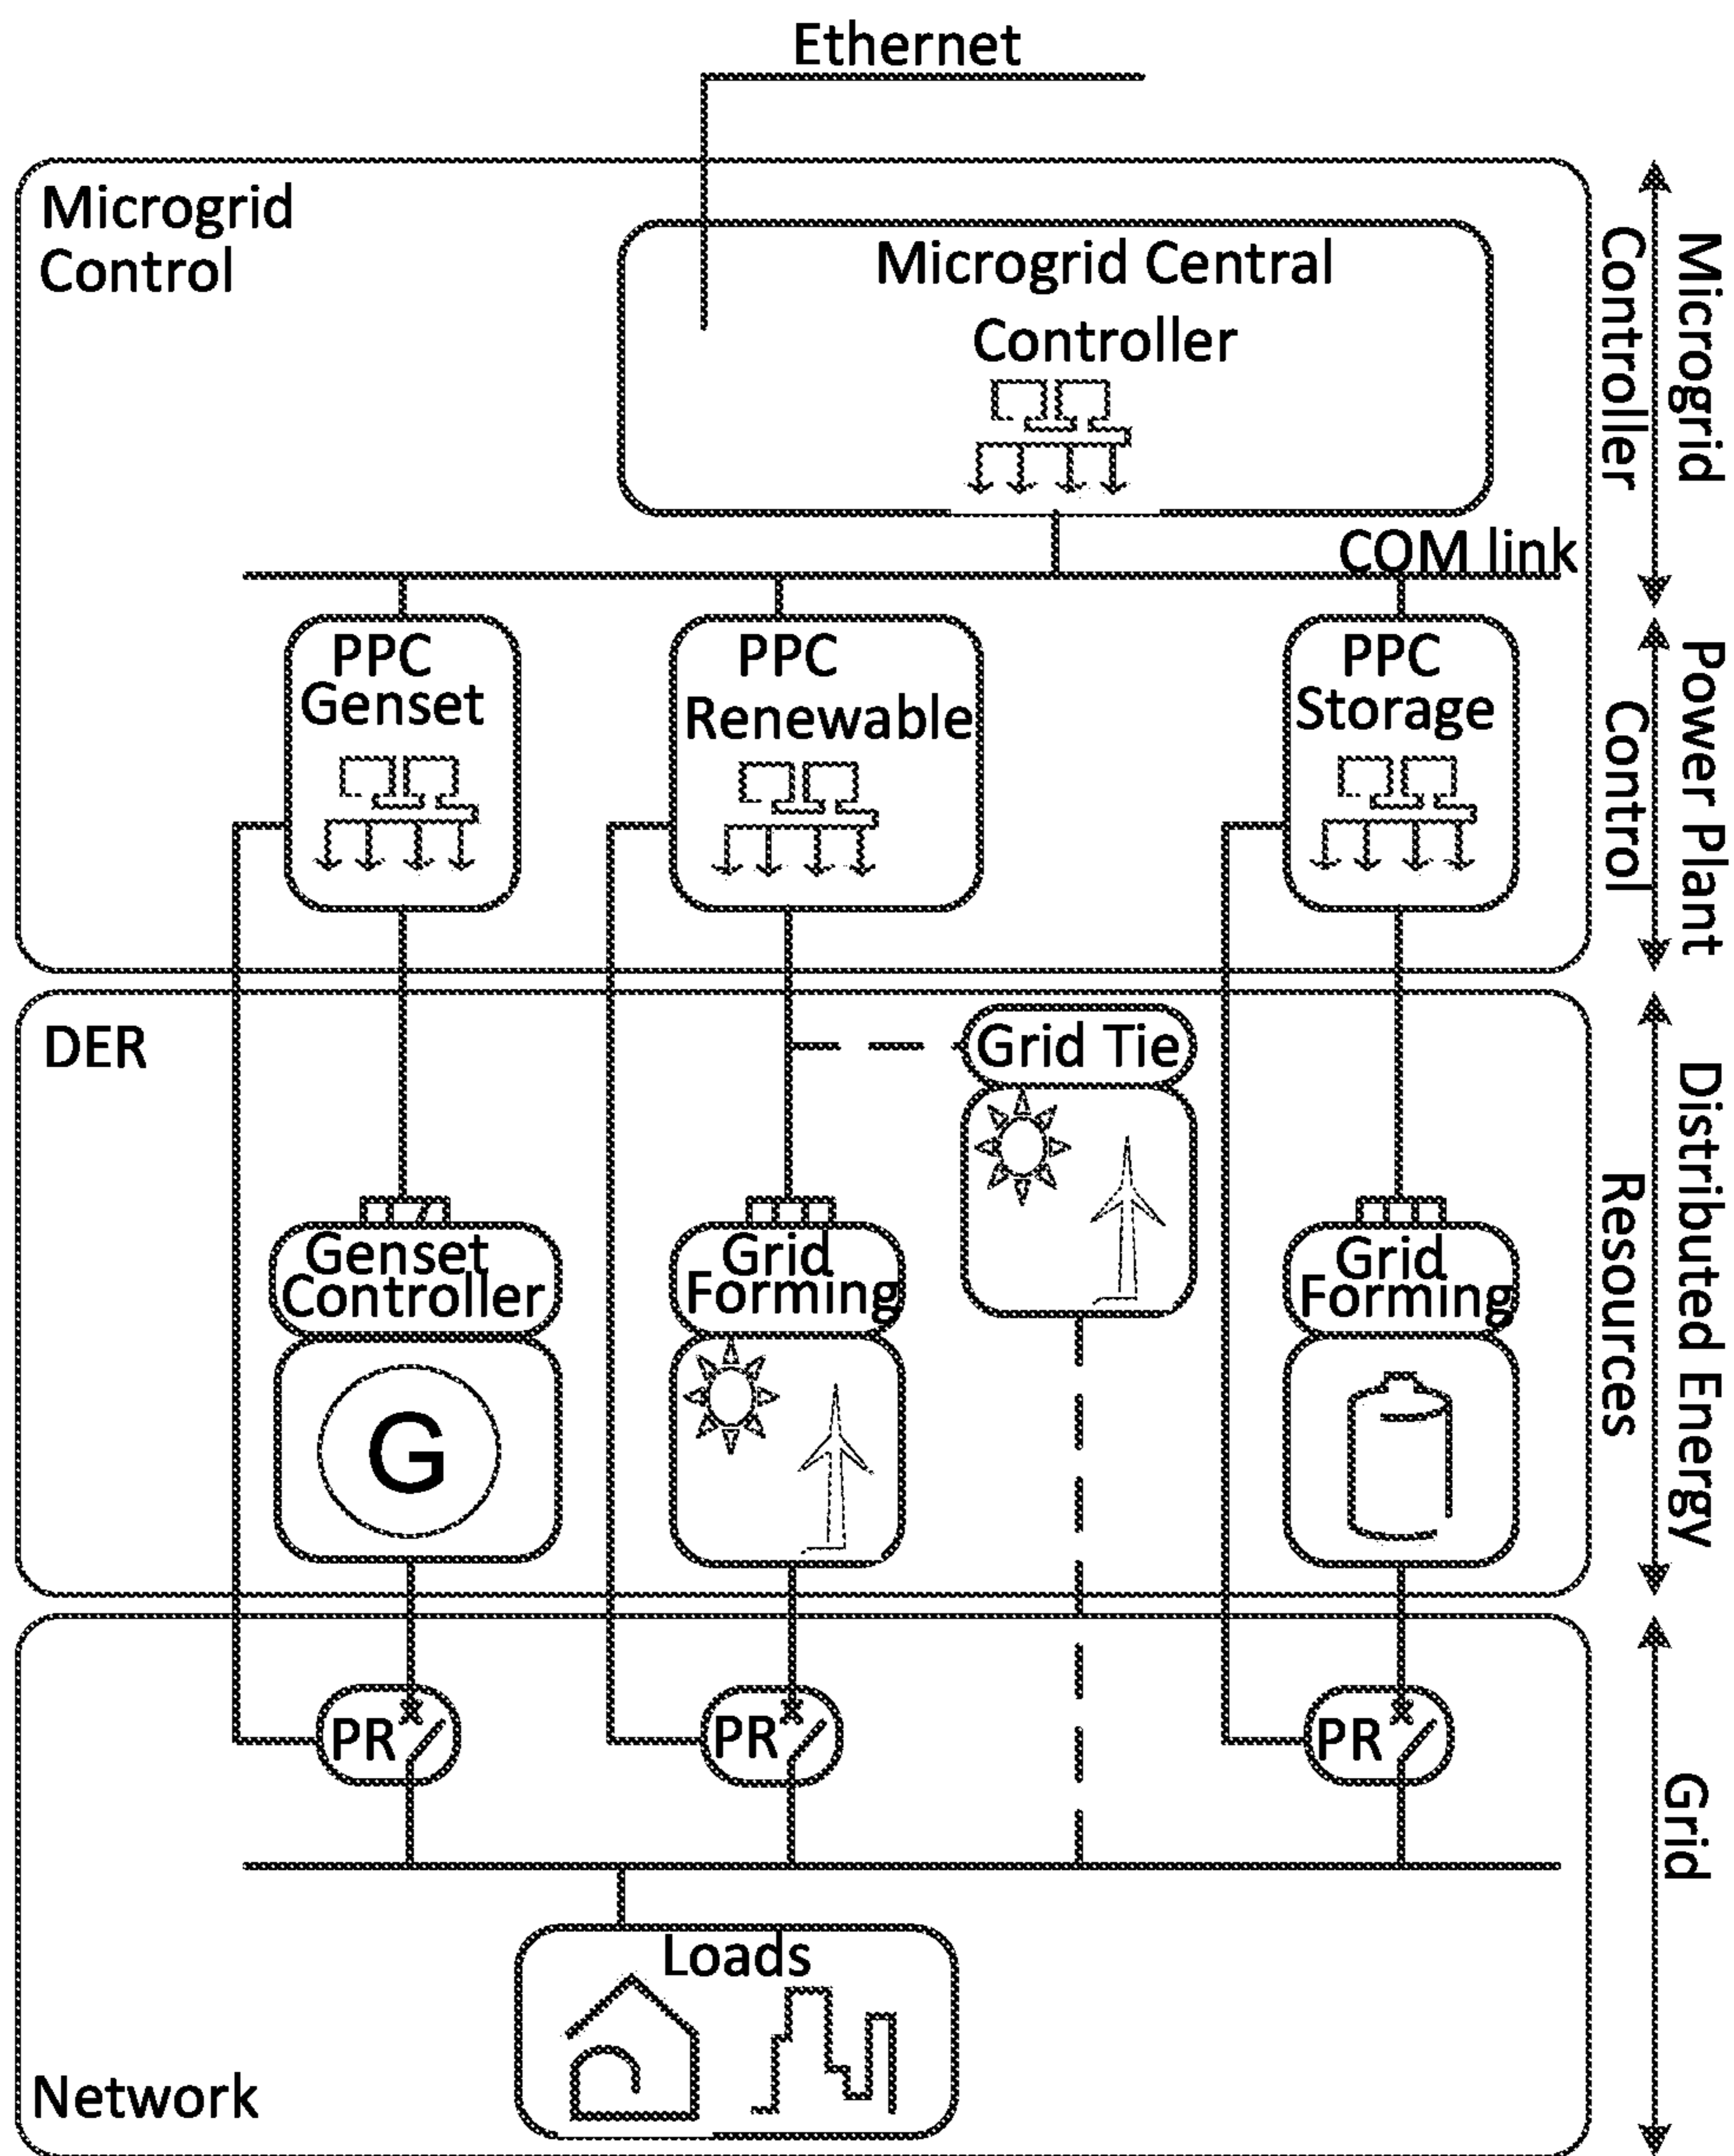 Ethernet
Microgrid
Control
Microgrid Central
Controller
COM link
Microgrid
Controller
PPC
Genset
PPC
Renewable
PPC
Storage
Power Plant
Control
DER
Grid Tie
Genset
Controller
Grid
Forming
Grid
Forming
G
Distributed Energy
Resources
PR
PR
PR
Grid
Loads
Network